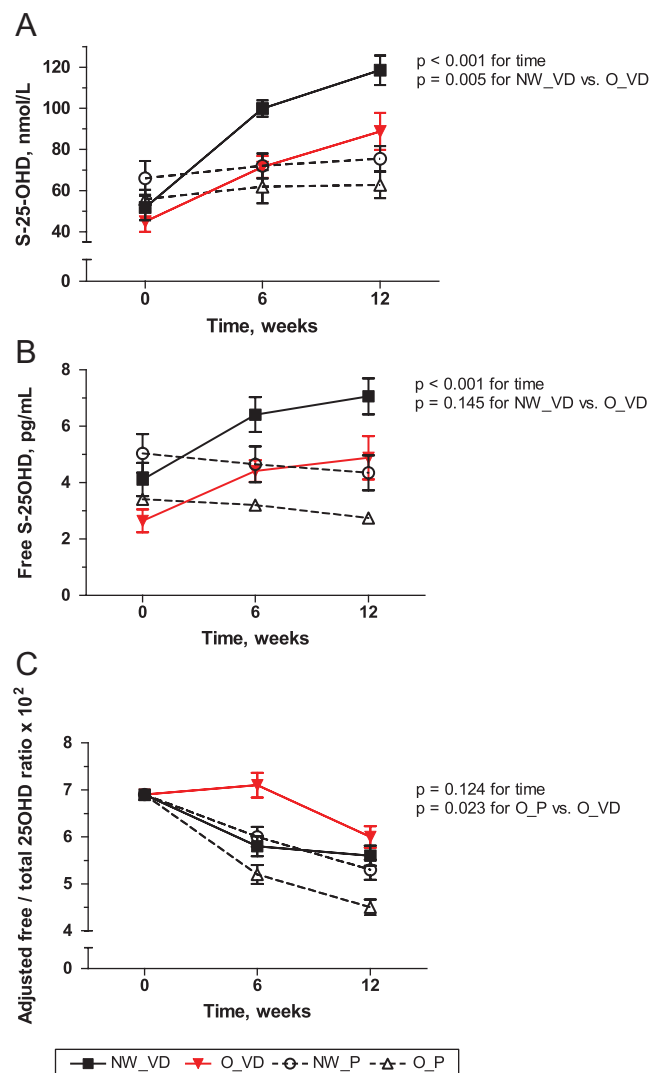 A
S-25-OHD, nmol/L
120
100
80
60
40
0
0 6 12
Time, weeks
p < 0.001 for time
p = 0.005 for NW_VD vs. O_VD
B
Free S-25OHD, pg/mL
8
6
4
2
0
0 6 12
Time, weeks
p < 0.001 for time
p = 0.145 for NW_VD vs. O_VD
C
Adjusted free / total 25OHD ratio x 10²
8
7
6
5
4
0
0 6 12
Time, weeks
p = 0.124 for time
p = 0.023 for O_P vs. O_VD
NW_VD O_VD NW_P O_P